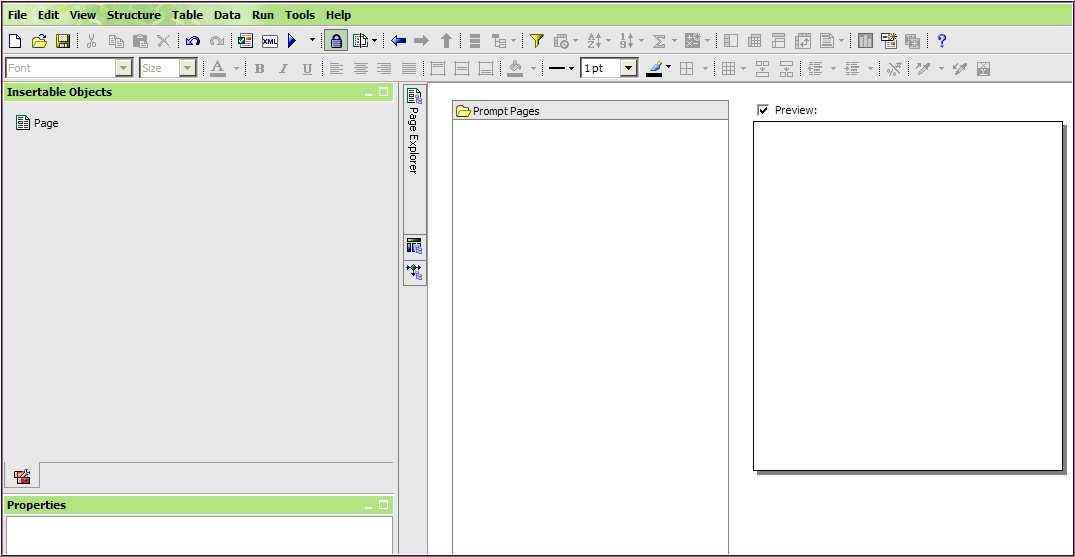 File Edit View Structure Table Data Run Tools Help
XML
Font Size A B I U 1 pt
Insertable Objects
Page
Page Explorer
Prompt Pages
Preview:
Properties